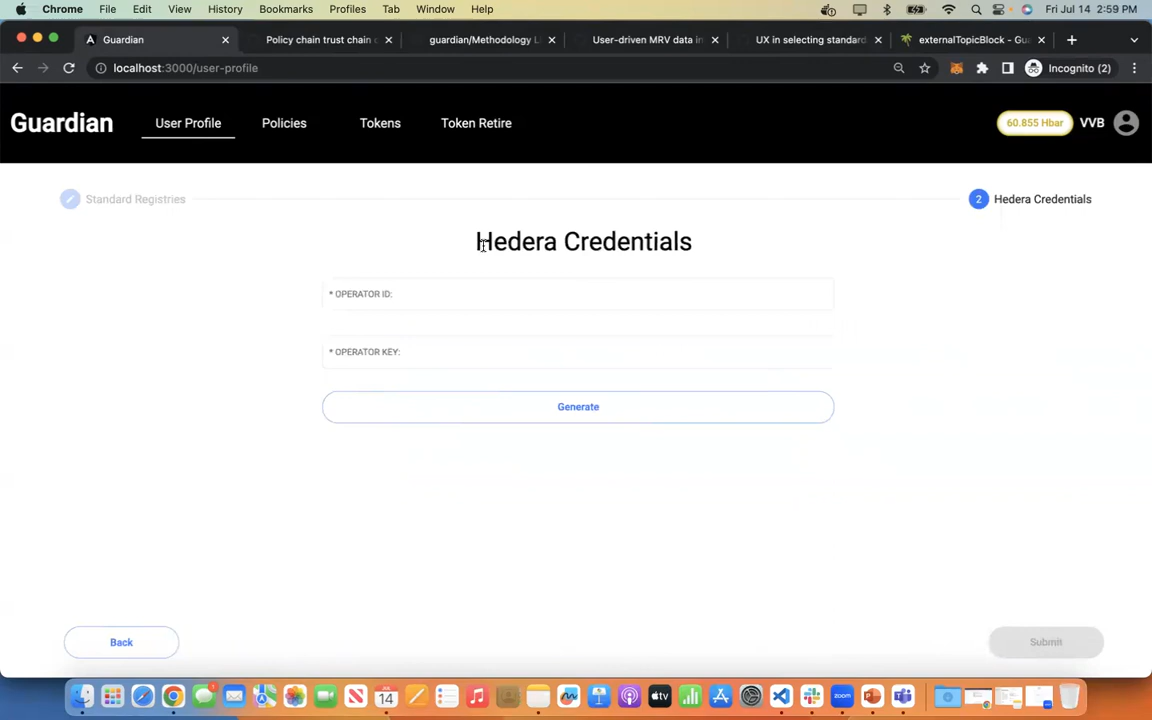 Chrome File Edit View History Bookmarks Profiles Tab Window Help Fri Jul 14 2:59 PM
Guardian Policy chain trust chain guardian/Methodology User-driven MRV data in UX in selecting standard externalTopicBlock - Gua
localhost:3000/user-profile Incognito (2)
Guardian User Profile Policies Tokens Token Retire 60.855 Hbar VVB
Standard Registries 2 Hedera Credentials
Hedera Credentials
* OPERATOR ID:
* OPERATOR KEY:
Generate
Back Submit